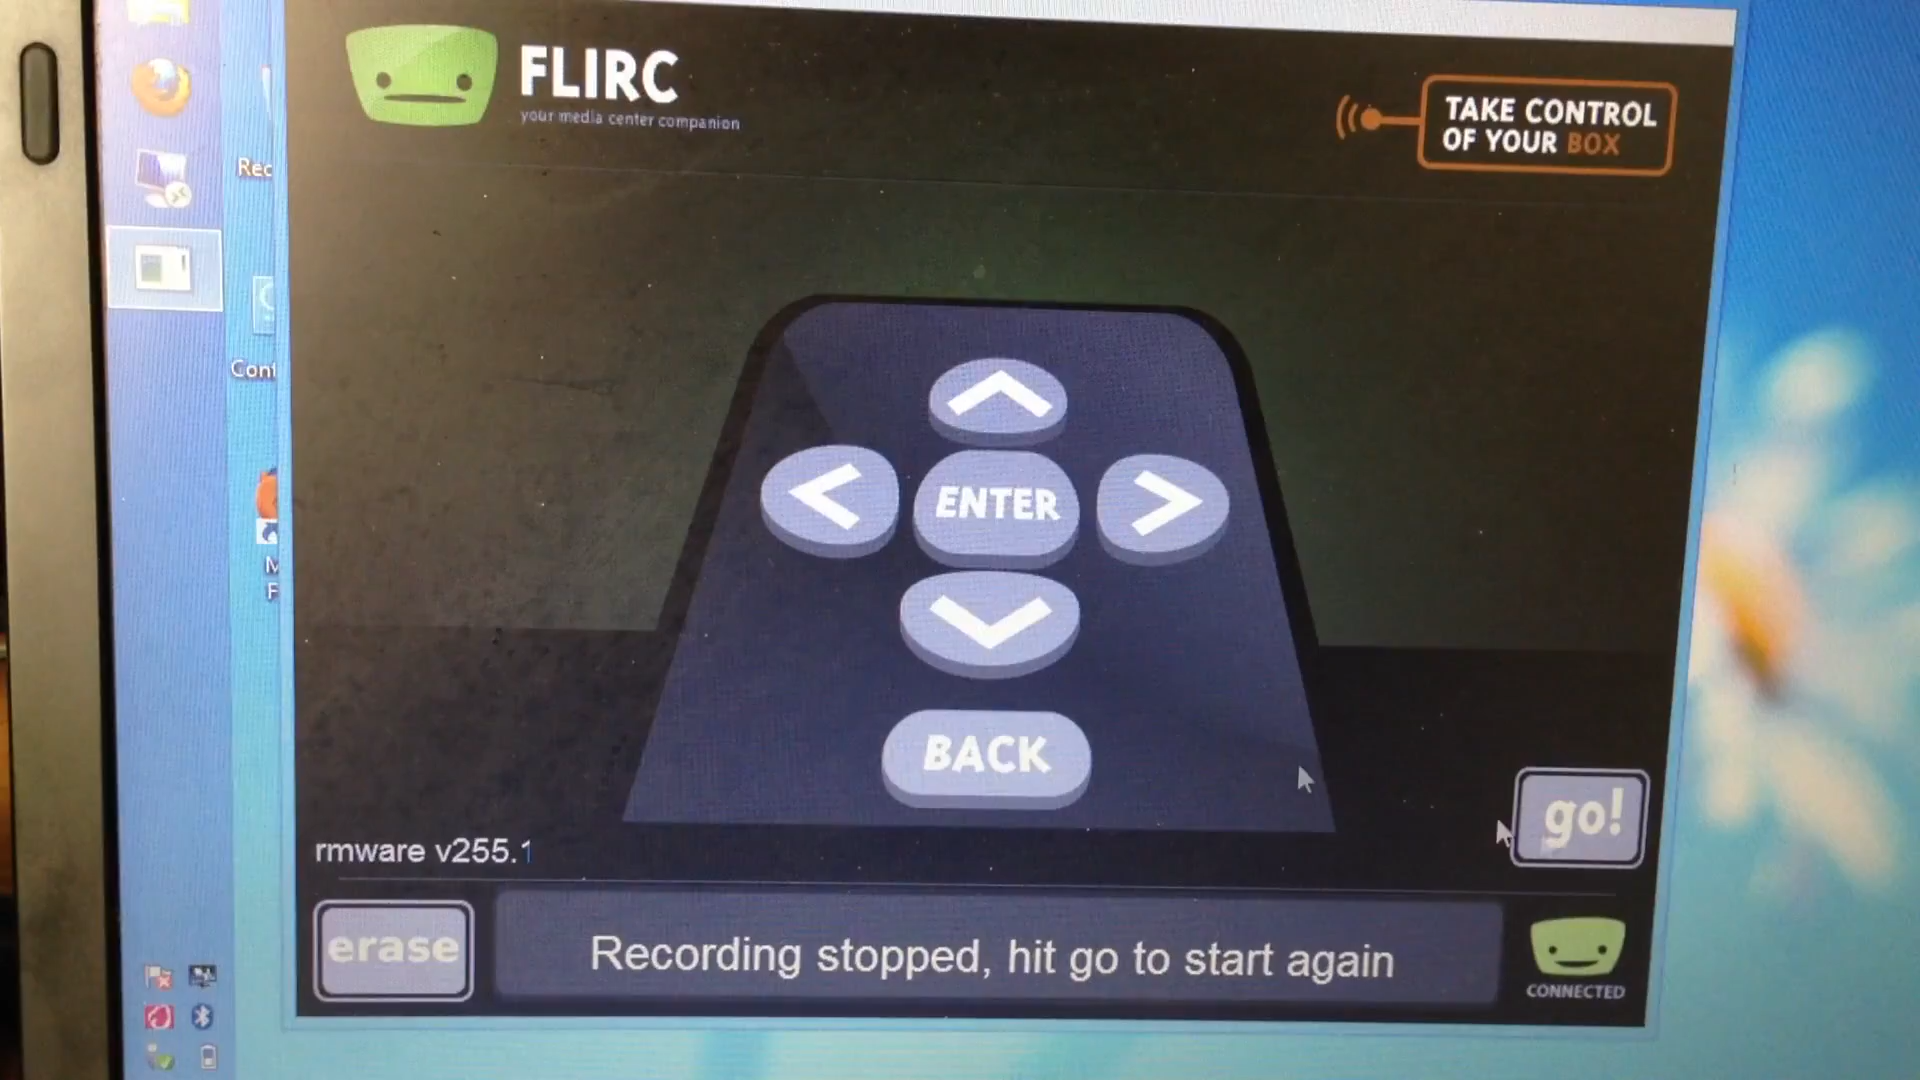 FLIRC
your media center companion
TAKE CONTROL
OF YOUR BOX
Rec
Cont
M
F
ENTER
BACK
go!
rmware v255.1
erase
Recording stopped, hit go to start again
CONNECTED